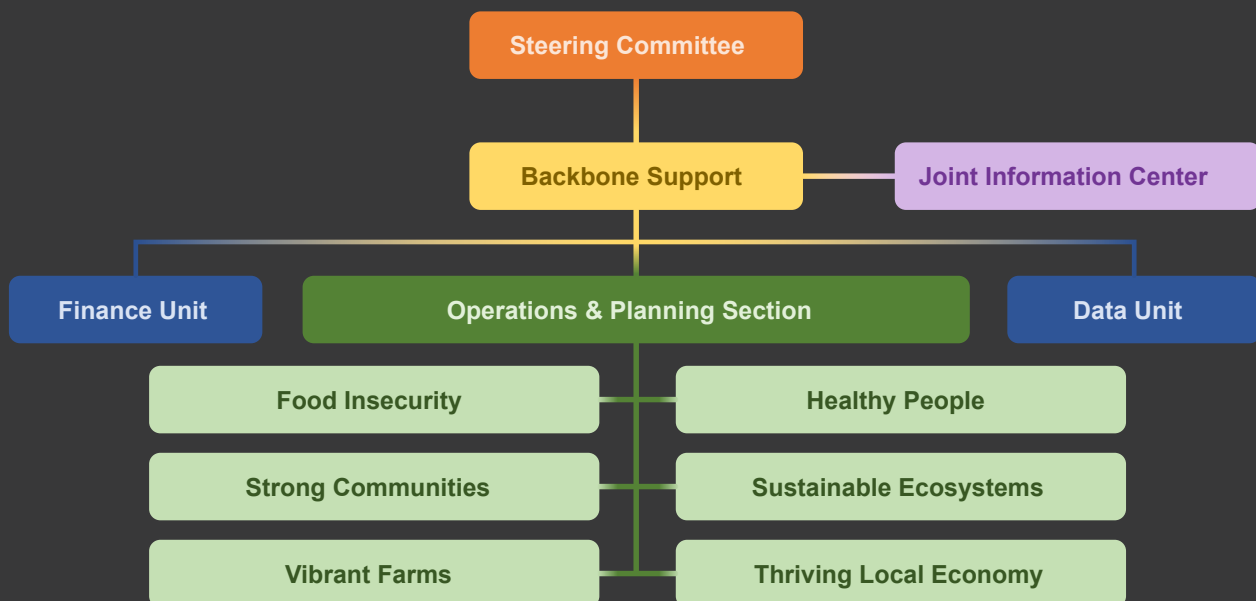 Steering Committee
Backbone Support
Joint Information Center
Finance Unit
Operations & Planning Section
Data Unit
Food Insecurity
Healthy People
Strong Communities
Sustainable Ecosystems
Vibrant Farms
Thriving Local Economy